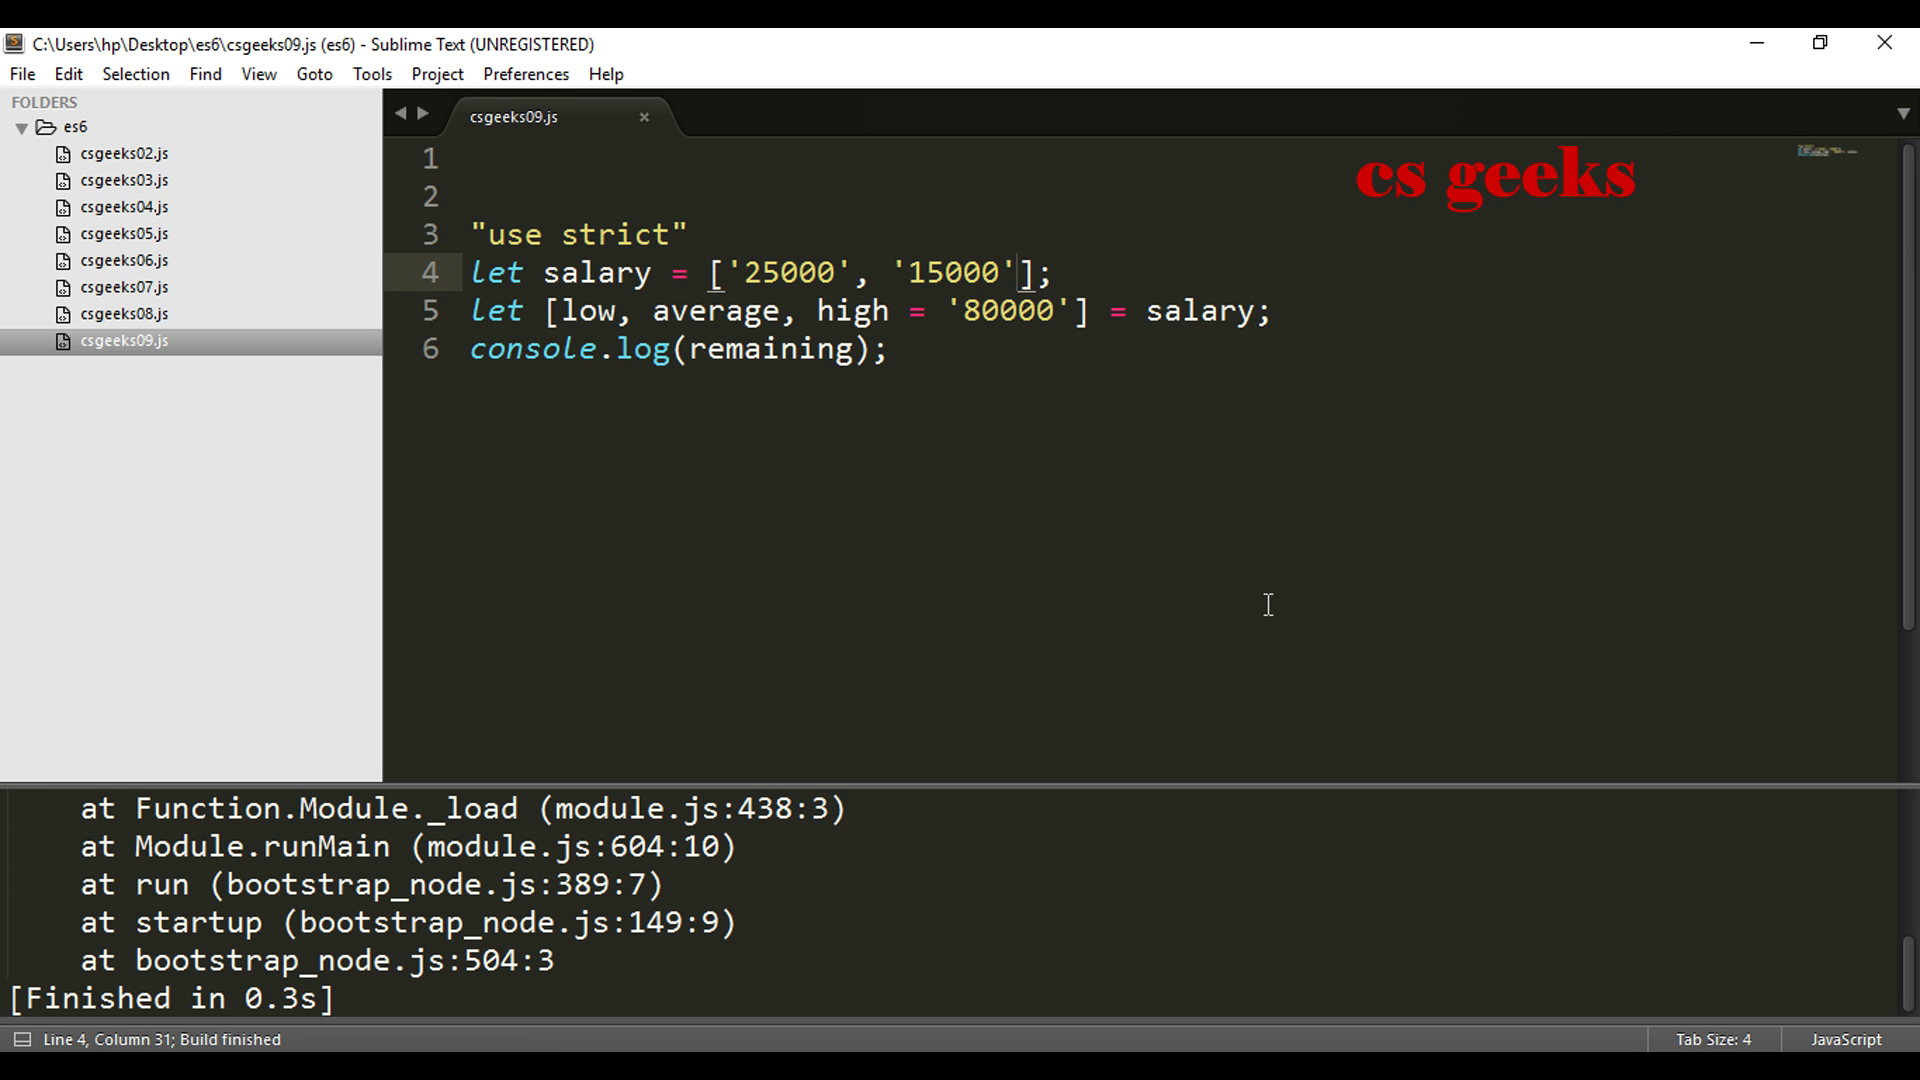 C:\Users\hp\Desktop\es6\csgeeks09.js (es6) - Sublime Text (UNREGISTERED)
File Edit Selection Find View Goto Tools Project Preferences Help
FOLDERS
es6
csgeeks02.js
csgeeks03.js
csgeeks04.js
csgeeks05.js
csgeeks06.js
csgeeks07.js
csgeeks08.js
csgeeks09.js
csgeeks09.js ×
cs geeks
1
2
3 "use strict"
4 let salary = ['25000', '15000'];
5 let [low, average, high = '80000'] = salary;
6 console.log(remaining);
at Function.Module._load (module.js:438:3)
at Module.runMain (module.js:604:10)
at run (bootstrap_node.js:389:7)
at startup (bootstrap_node.js:149:9)
at bootstrap_node.js:504:3
[Finished in 0.3s]
Line 4, Column 31; Build finished Tab Size: 4 JavaScript